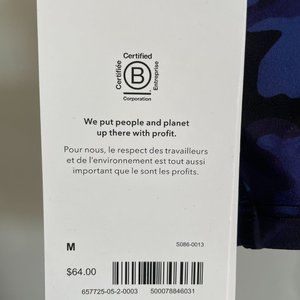 Certified
Certifiée
Entreprise
B
Corporation
We put people and planet
up there with profit.
Pour nous, le respect des travailleurs
et de l'environnement est tout aussi
important que le sont les profits.
M
S086-0013
$64.00
657725-05-2-0003 500078846031